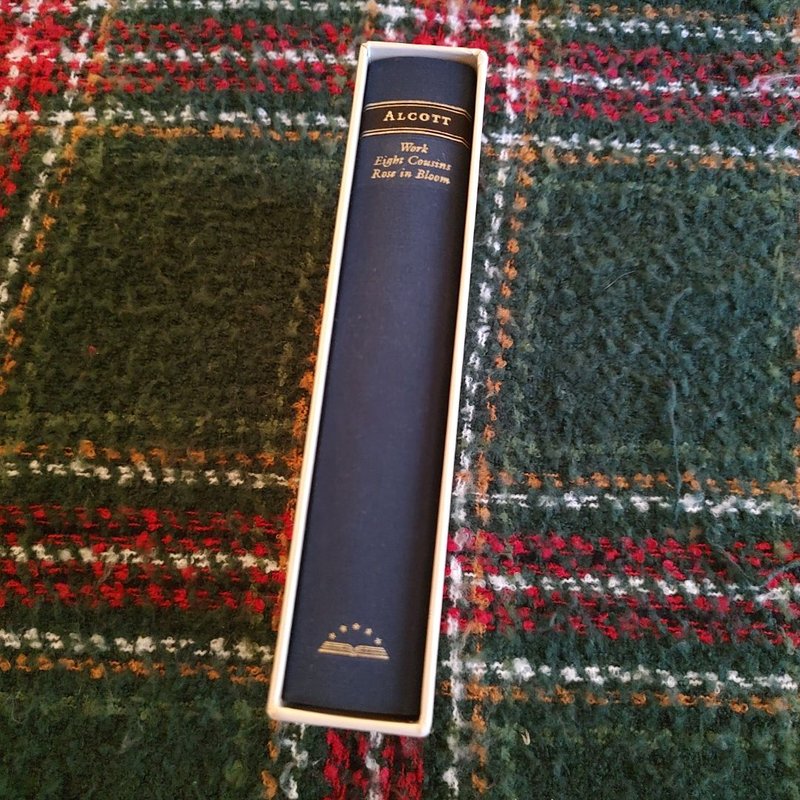 ALCOTT
Work
Eight Cousins
Rose in Bloom